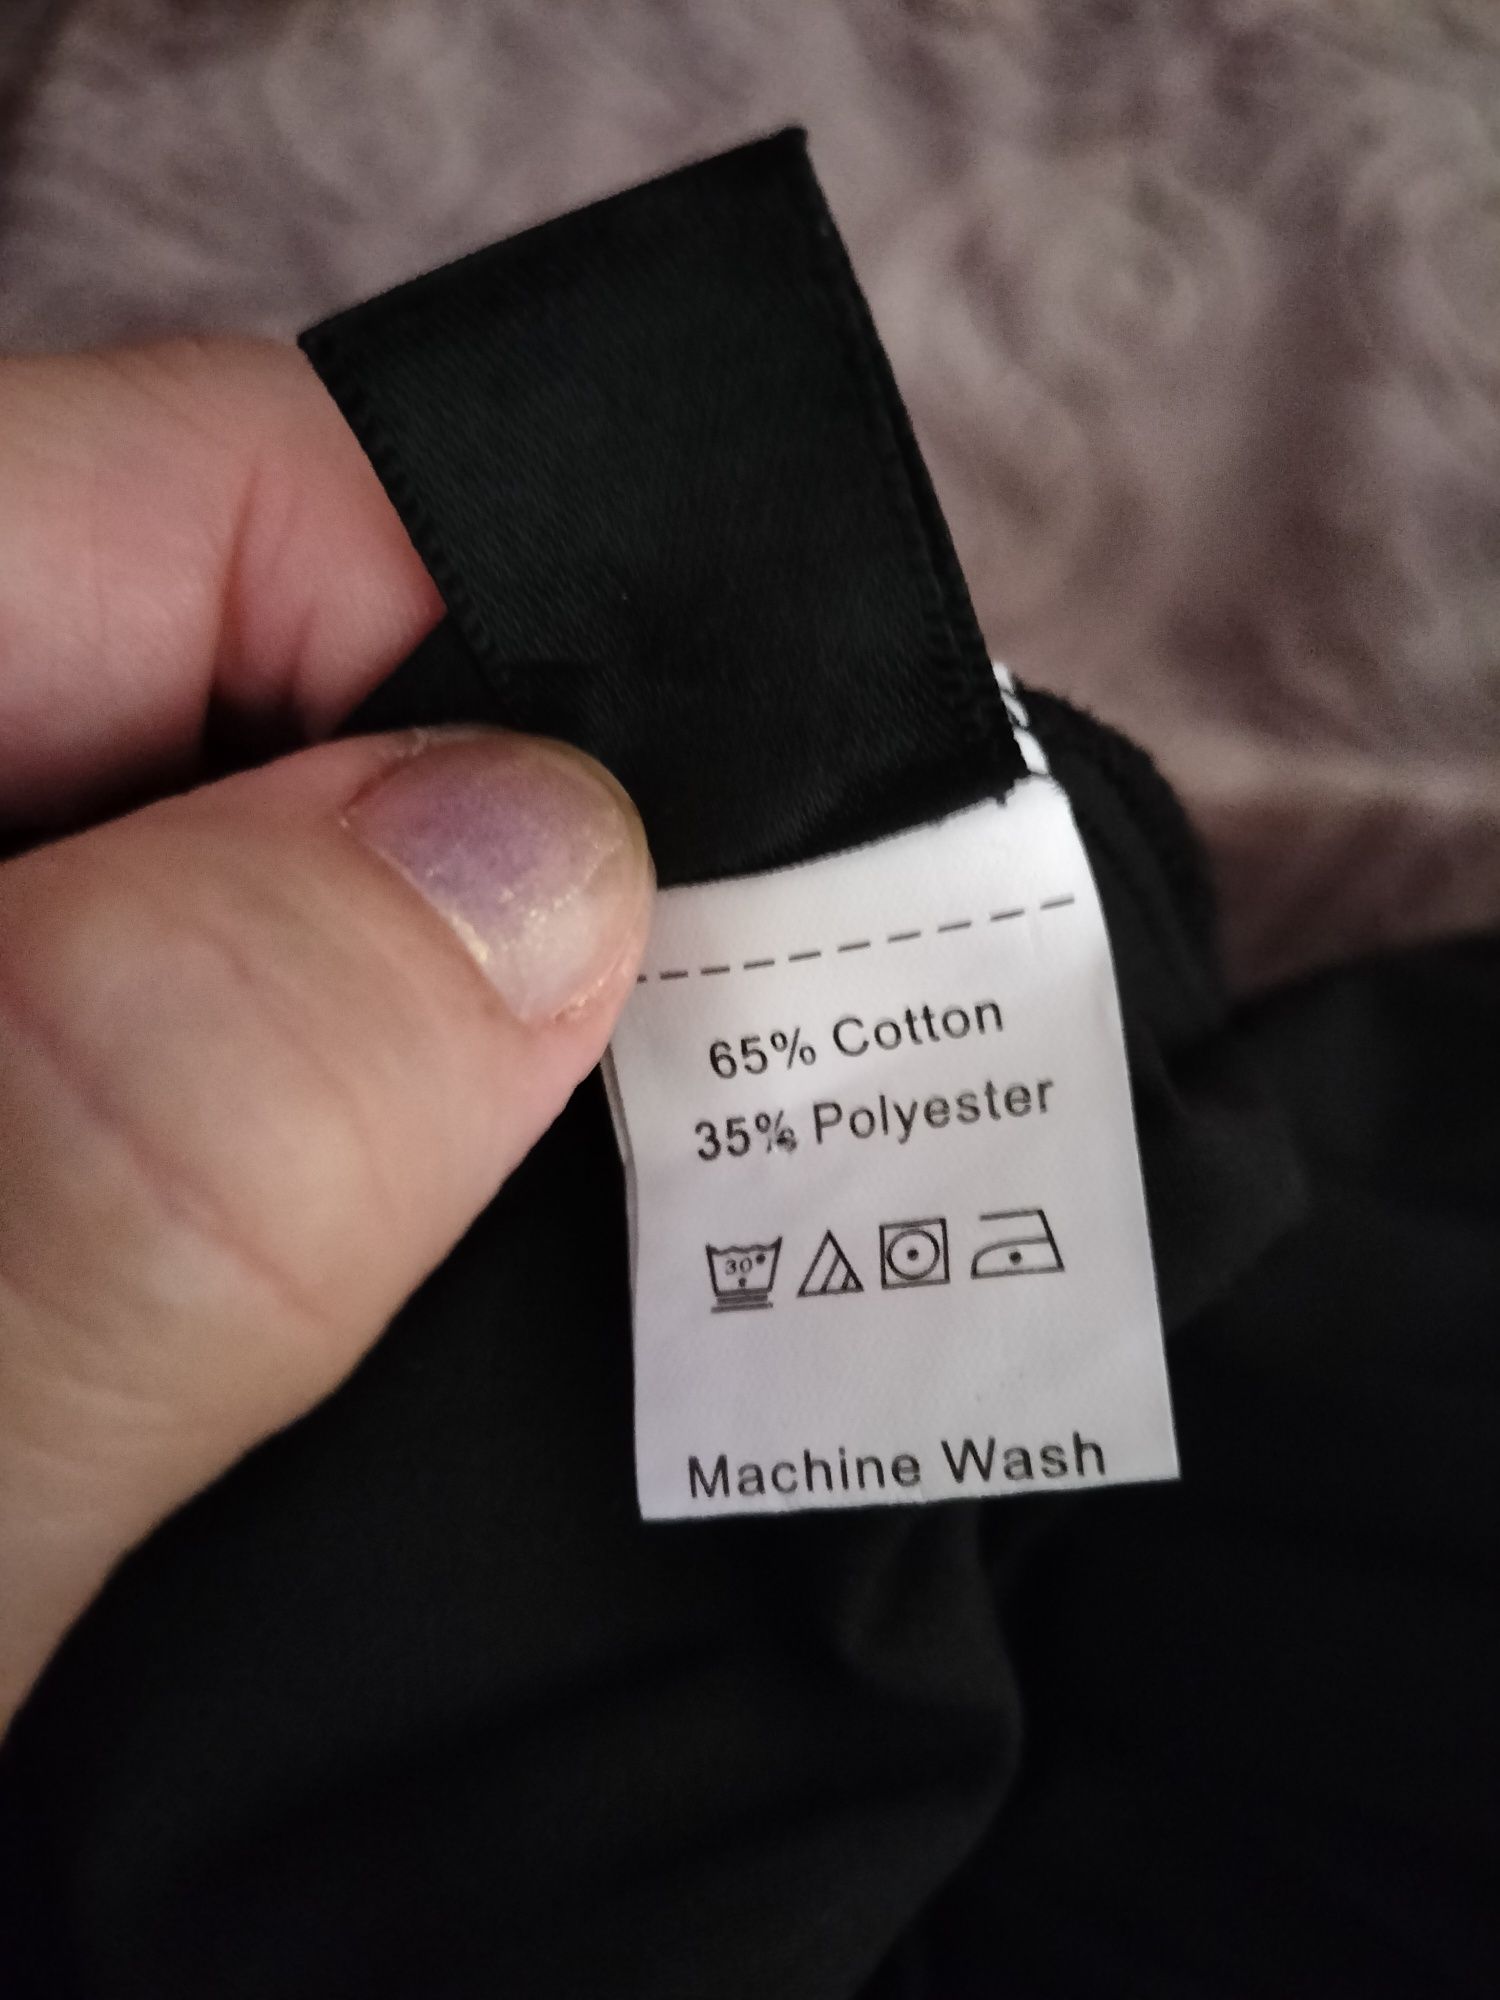 65% Cotton
35% Polyester
30°
Machine Wash